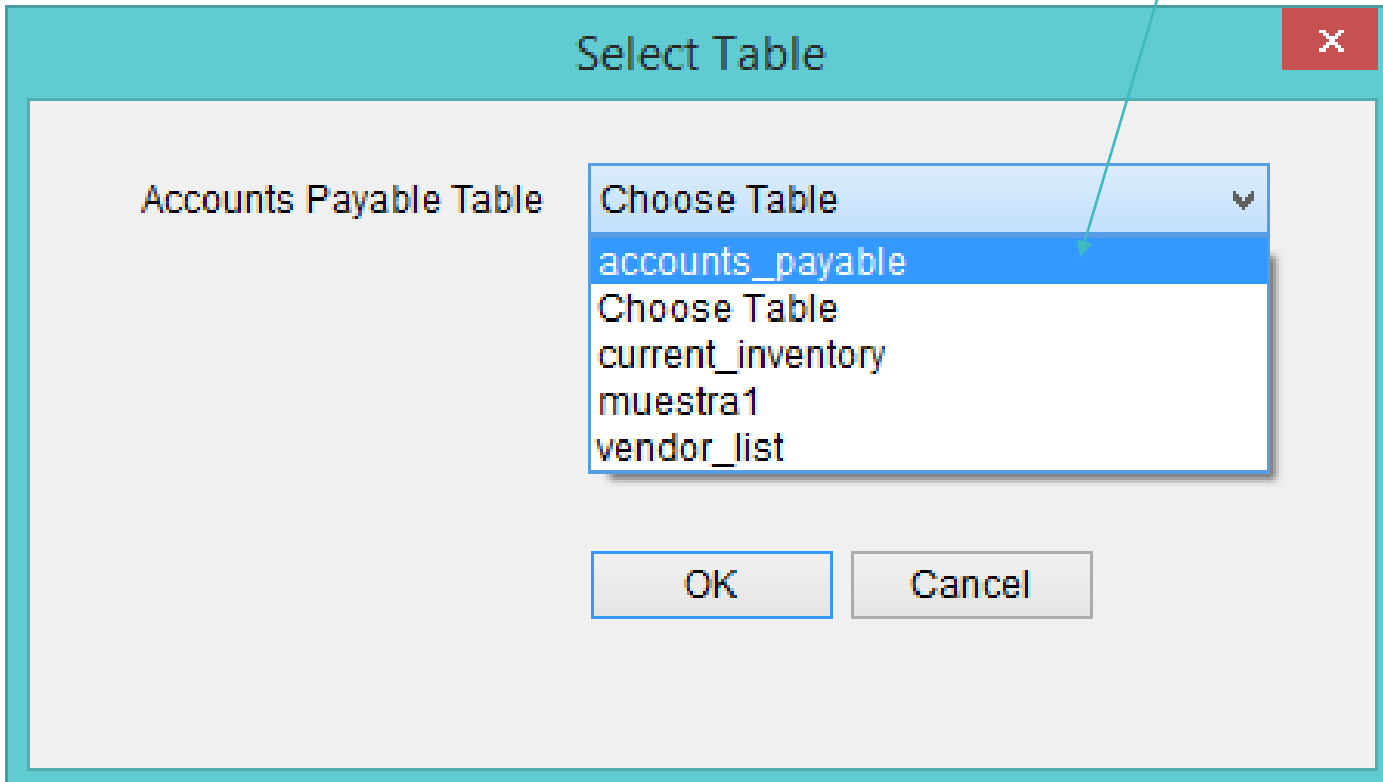 Select Table
Accounts Payable Table Choose Table
accounts_payable
Choose Table
current_inventory
muestra1
vendor_list
OK Cancel